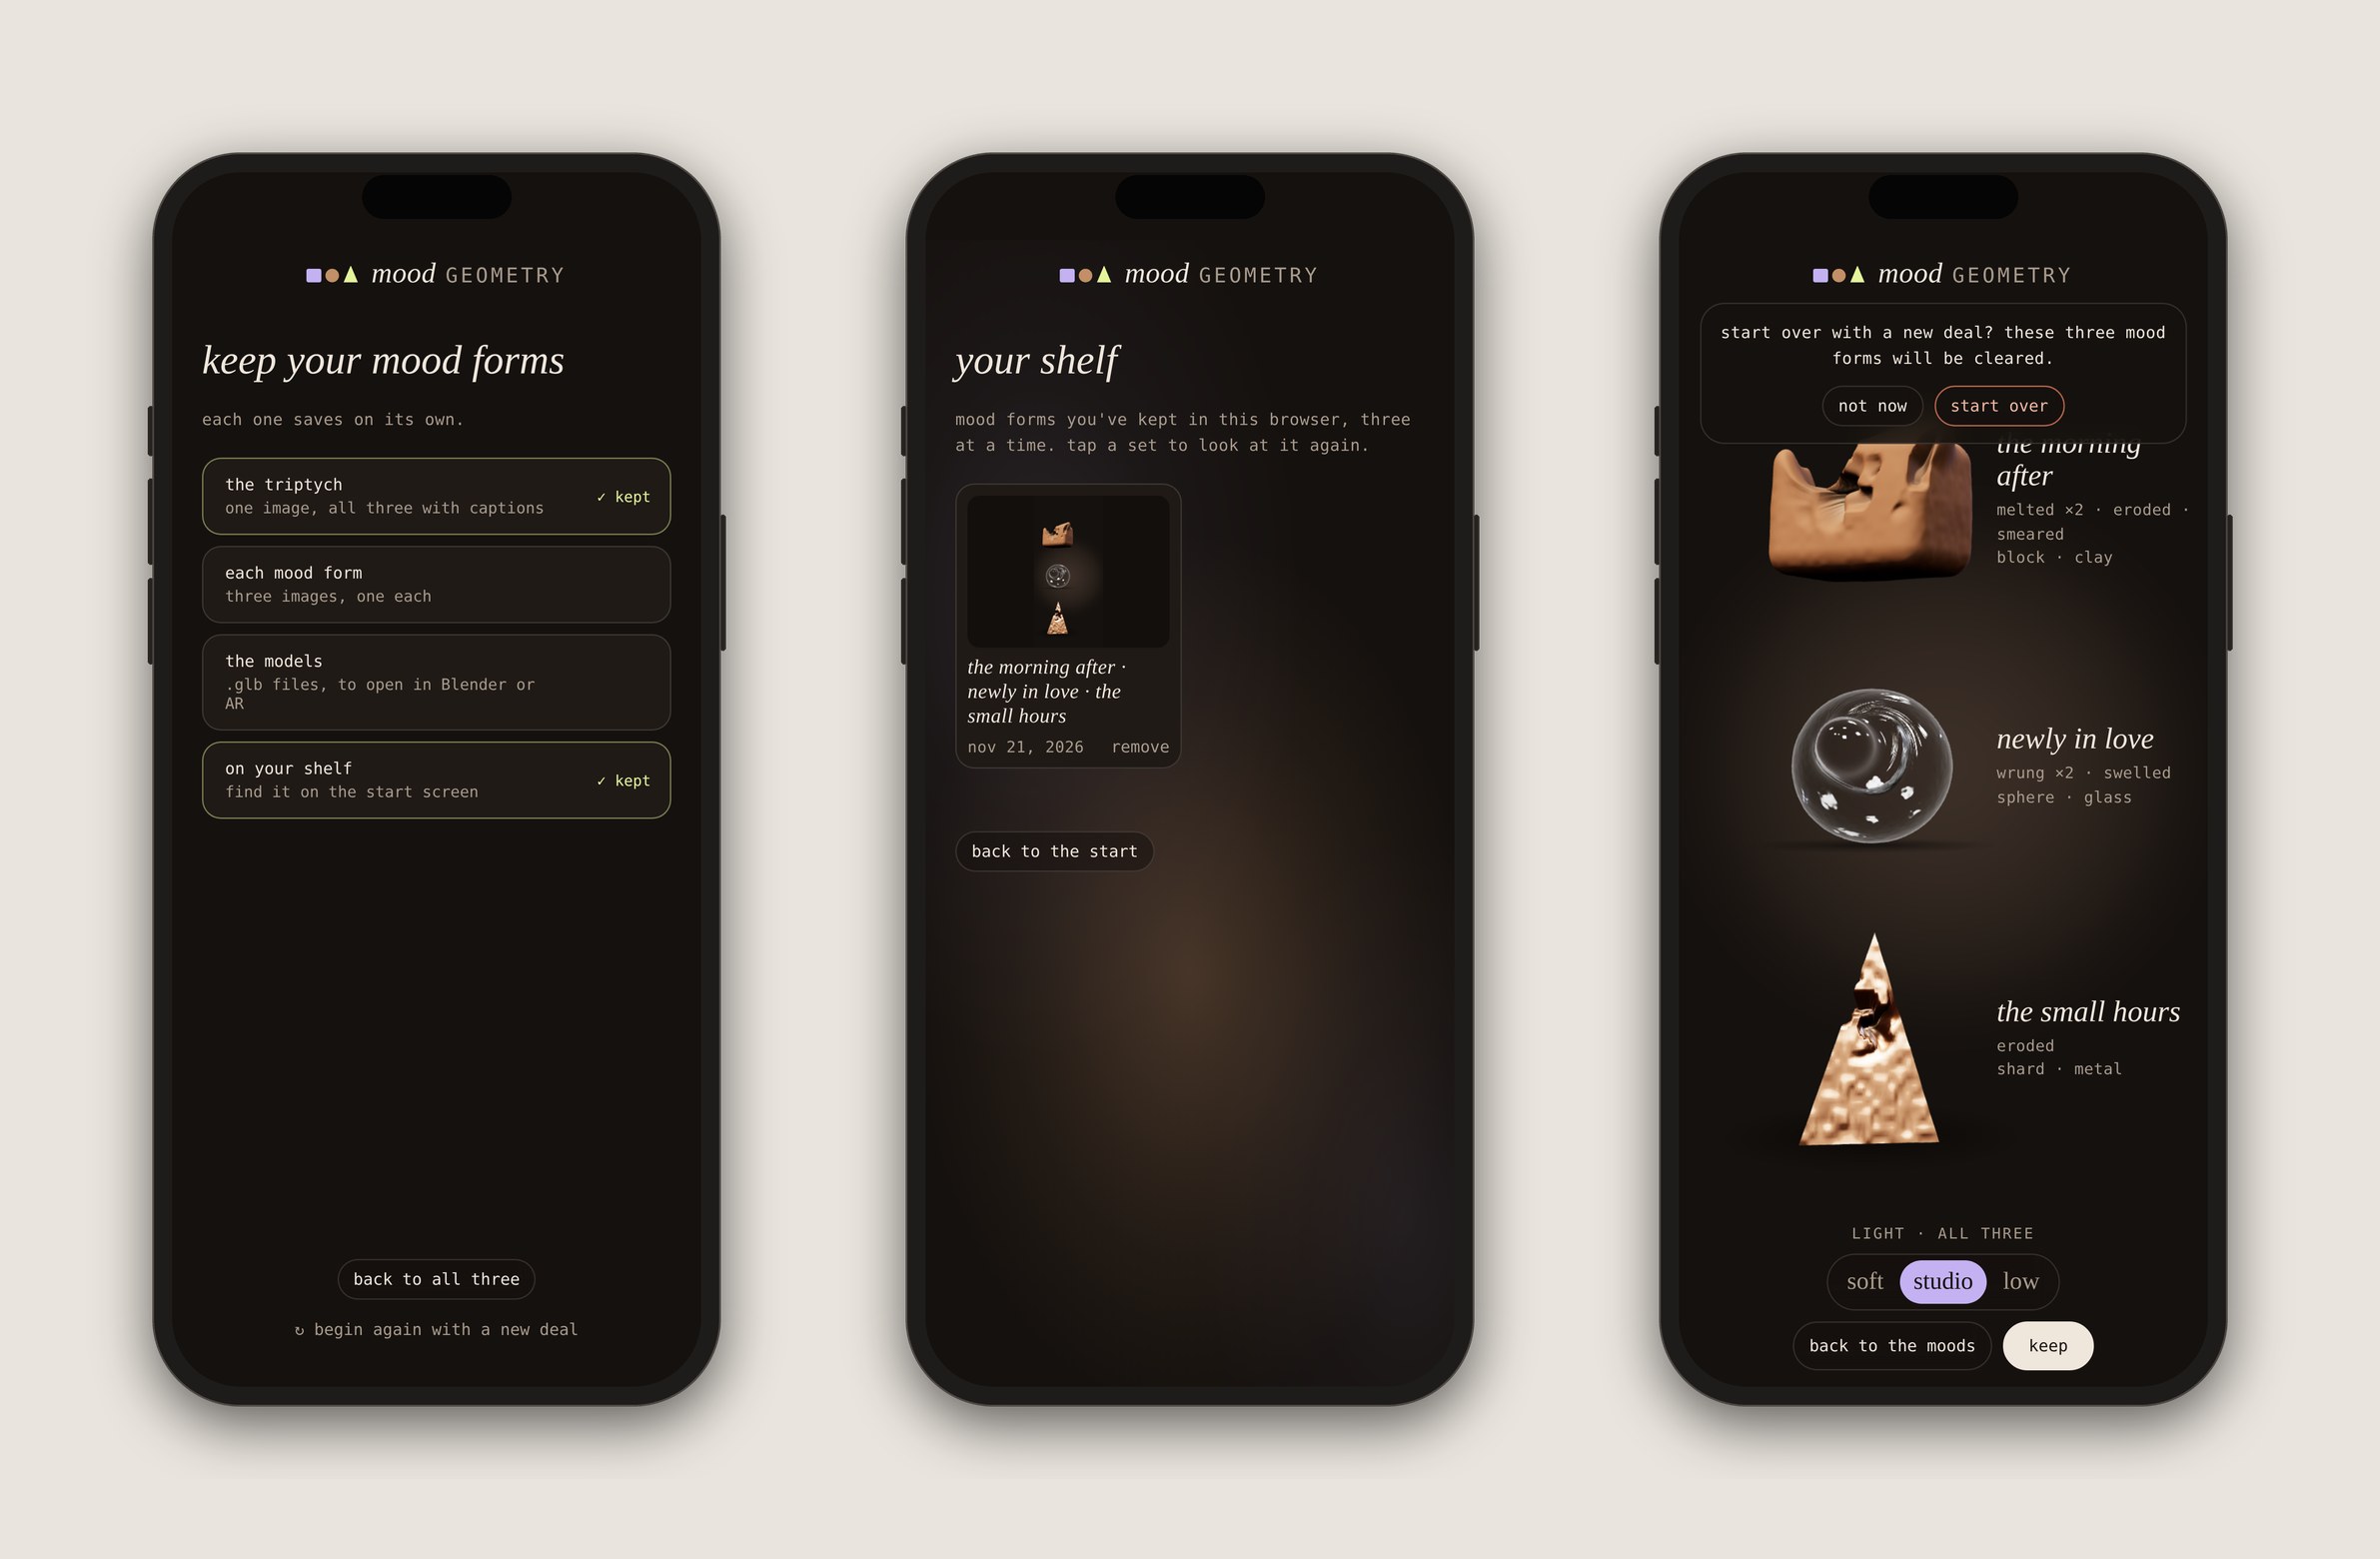 mood GEOMETRY
keep your mood forms
each one saves on its own.
the triptych
one image, all three with captions
✓ kept
each mood form
three images, one each
the models
.glb files, to open in Blender or
AR
on your shelf
find it on the start screen
✓ kept
back to all three
↻ begin again with a new deal
mood GEOMETRY
your shelf
mood forms you've kept in this browser, three
at a time. tap a set to look at it again.
the morning after ·
newly in love · the
small hours
nov 21, 2026 remove
back to the start
mood GEOMETRY
start over with a new deal? these three mood
forms will be cleared.
not now start over
the morning
after
melted ×2 · eroded ·
smeared
block · clay
newly in love
wrung ×2 · swelled
sphere · glass
the small hours
eroded
shard · metal
LIGHT · ALL THREE
soft studio low
back to the moods keep